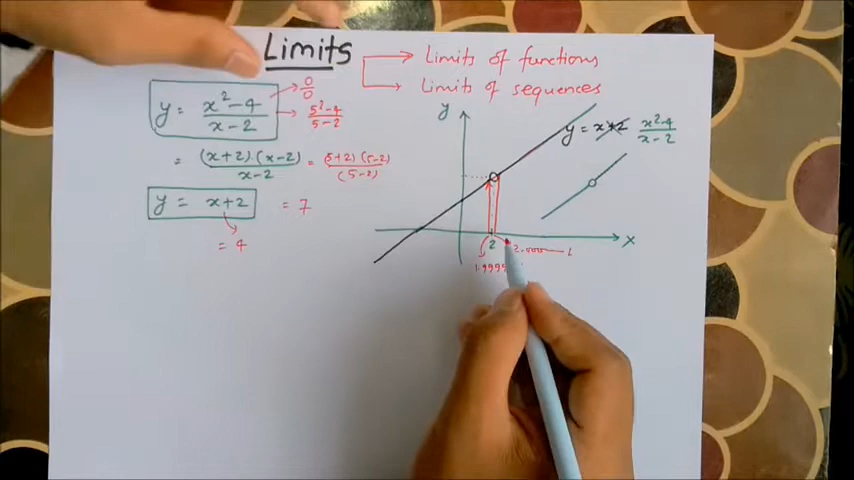 Limits
Limits of functions
Limits of sequences
y = x²-4 / x-2
0/0
5²-4 / 5-2
= (x+2)(x-2) / x-2 = (5+2)(5-2) / (5-2)
y = x+2 = 7
= 4
y
y = x+2 x²-4 / x-2
2
x
1.9999